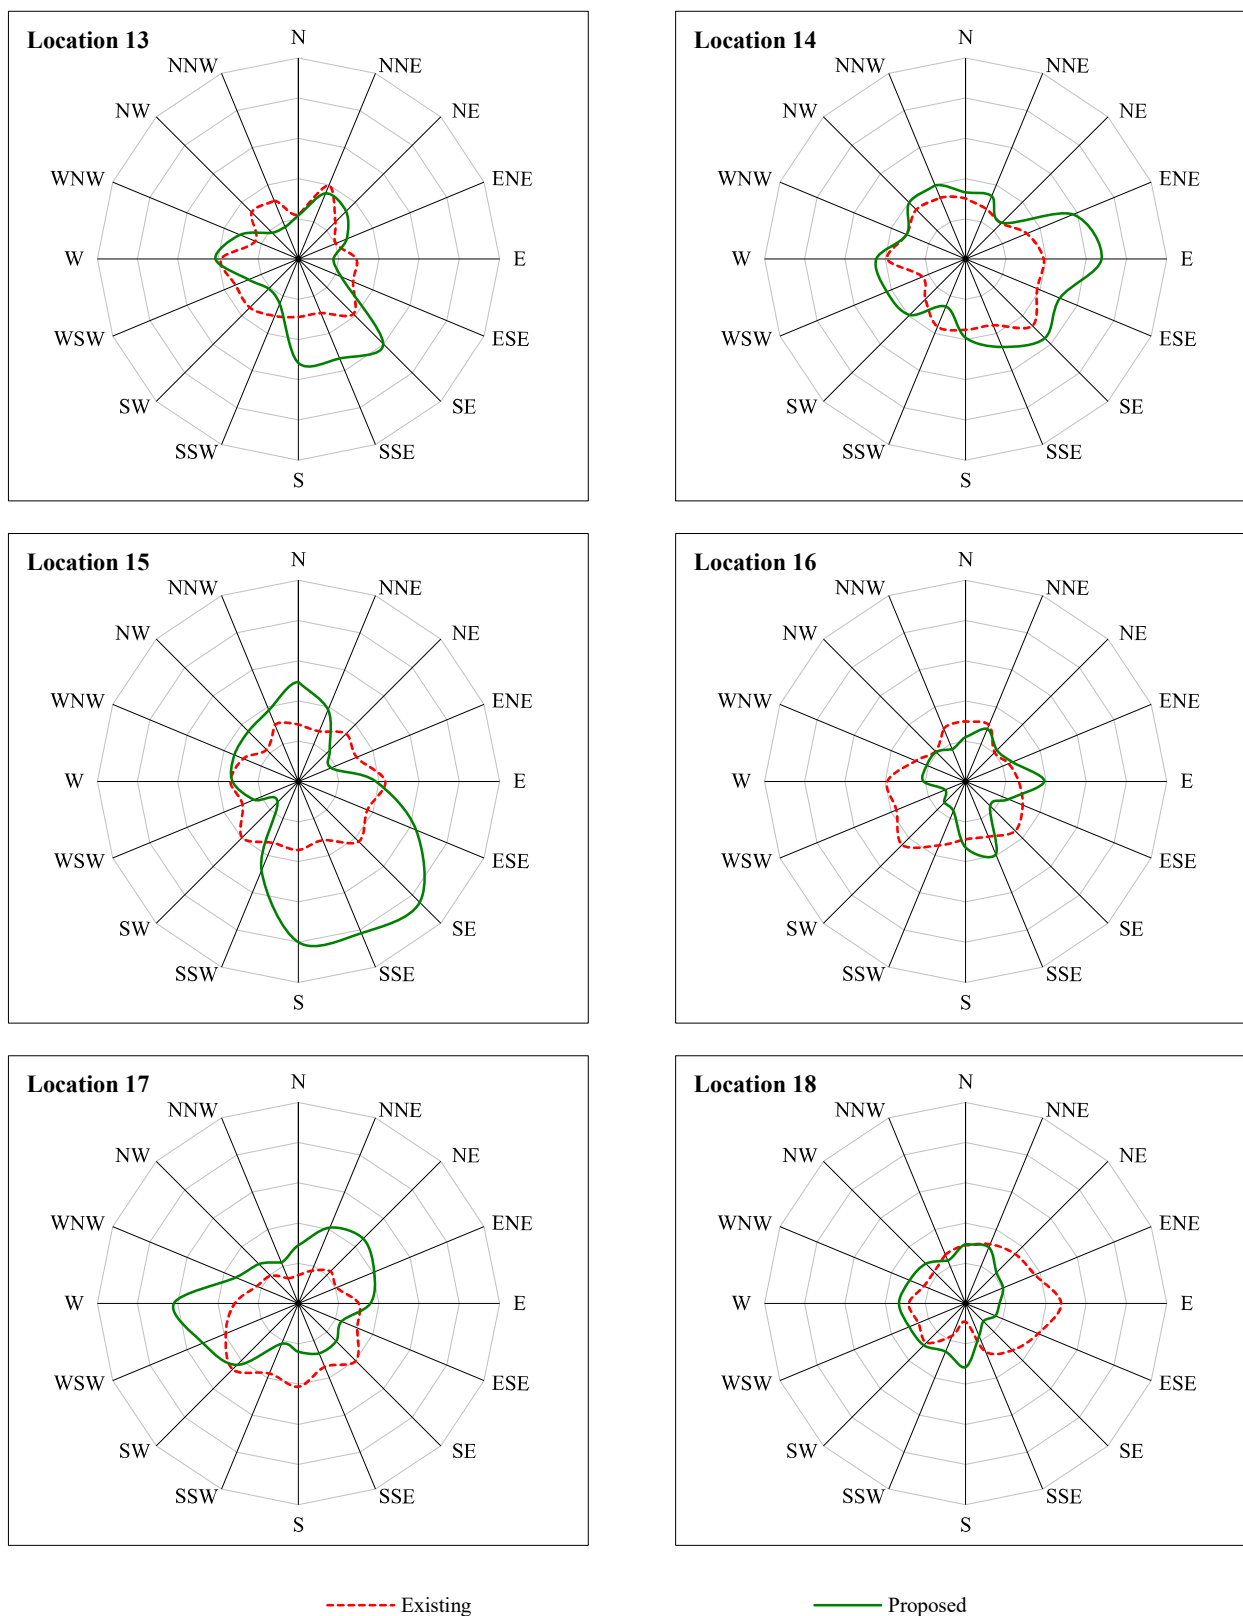 Location 13
N
NNW
NNE
NW
NE
WNW
ENE
W
E
WSW
ESE
SW
SE
SSW
SSE
S
Location 14
N
NNW
NNE
NW
NE
WNW
ENE
W
E
WSW
ESE
SW
SE
SSW
SSE
S
Location 15
N
NNW
NNE
NW
NE
WNW
ENE
W
E
WSW
ESE
SW
SE
SSW
SSE
S
Location 16
N
NNW
NNE
NW
NE
WNW
ENE
W
E
WSW
ESE
SW
SE
SSW
SSE
S
Location 17
N
NNW
NNE
NW
NE
WNW
ENE
W
E
WSW
ESE
SW
SE
SSW
SSE
S
Location 18
N
NNW
NNE
NW
NE
WNW
ENE
W
E
WSW
ESE
SW
SE
SSW
SSE
S
Existing
Proposed